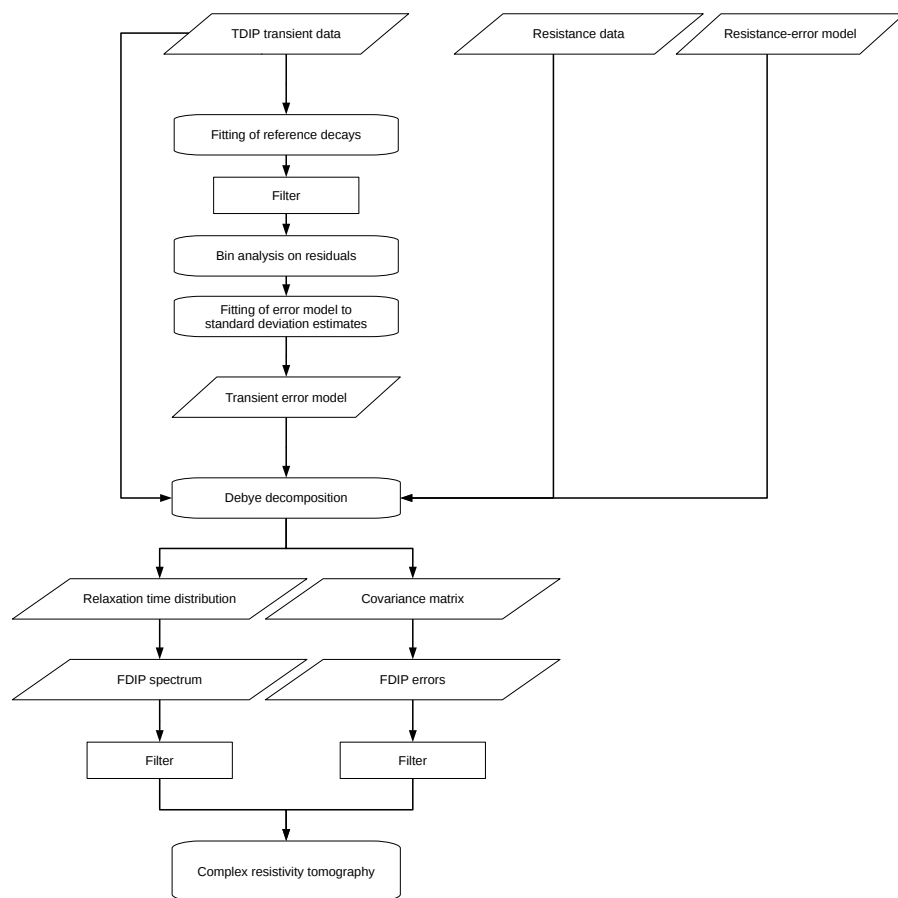 TDIP transient data
Resistance data
Resistance-error model
Fitting of reference decays
Filter
Bin analysis on residuals
Fitting of error model to
standard deviation estimates
Transient error model
Debye decomposition
Relaxation time distribution
Covariance matrix
FDIP spectrum
FDIP errors
Filter
Filter
Complex resistivity tomography